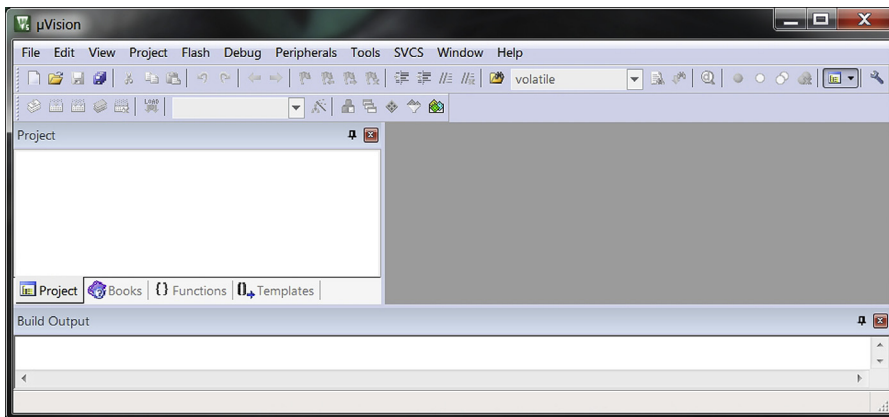 µVision
File Edit View Project Flash Debug Peripherals Tools SVCS Window Help
volatile
LOAD
Project
Project Books {} Functions Templates
Build Output